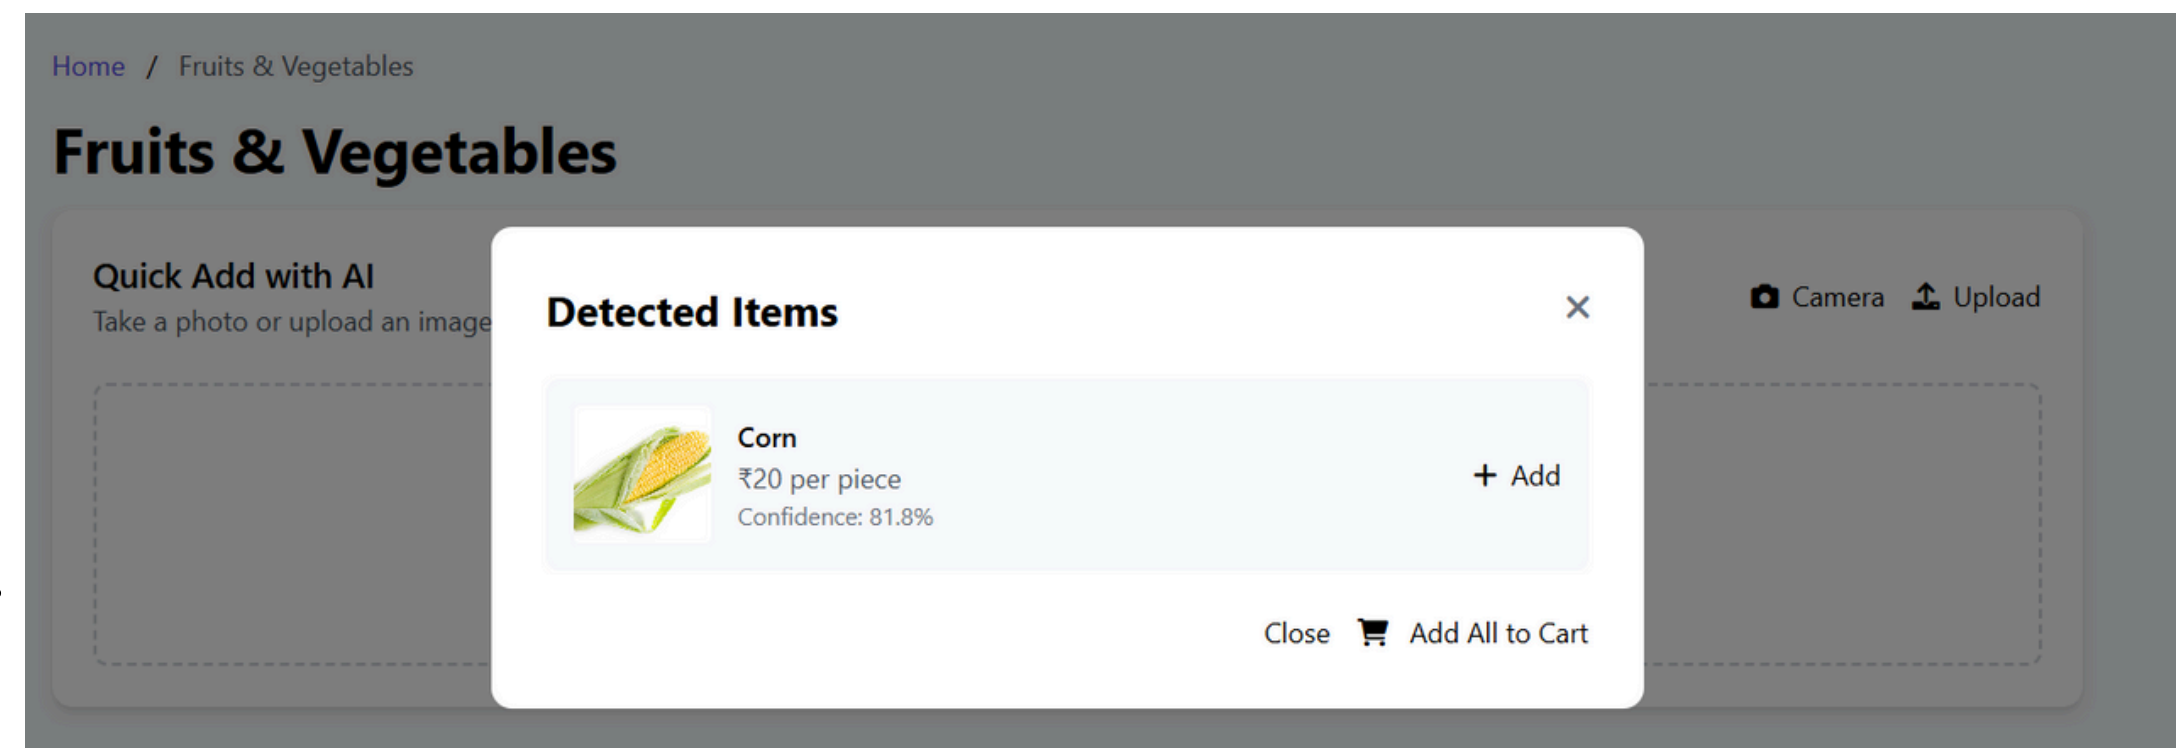 Home / Fruits & Vegetables
Fruits & Vegetables
Quick Add with AI
Take a photo or upload an image
Camera Upload
Detected Items
Corn
₹20 per piece
Confidence: 81.8%
+ Add
Close Add All to Cart